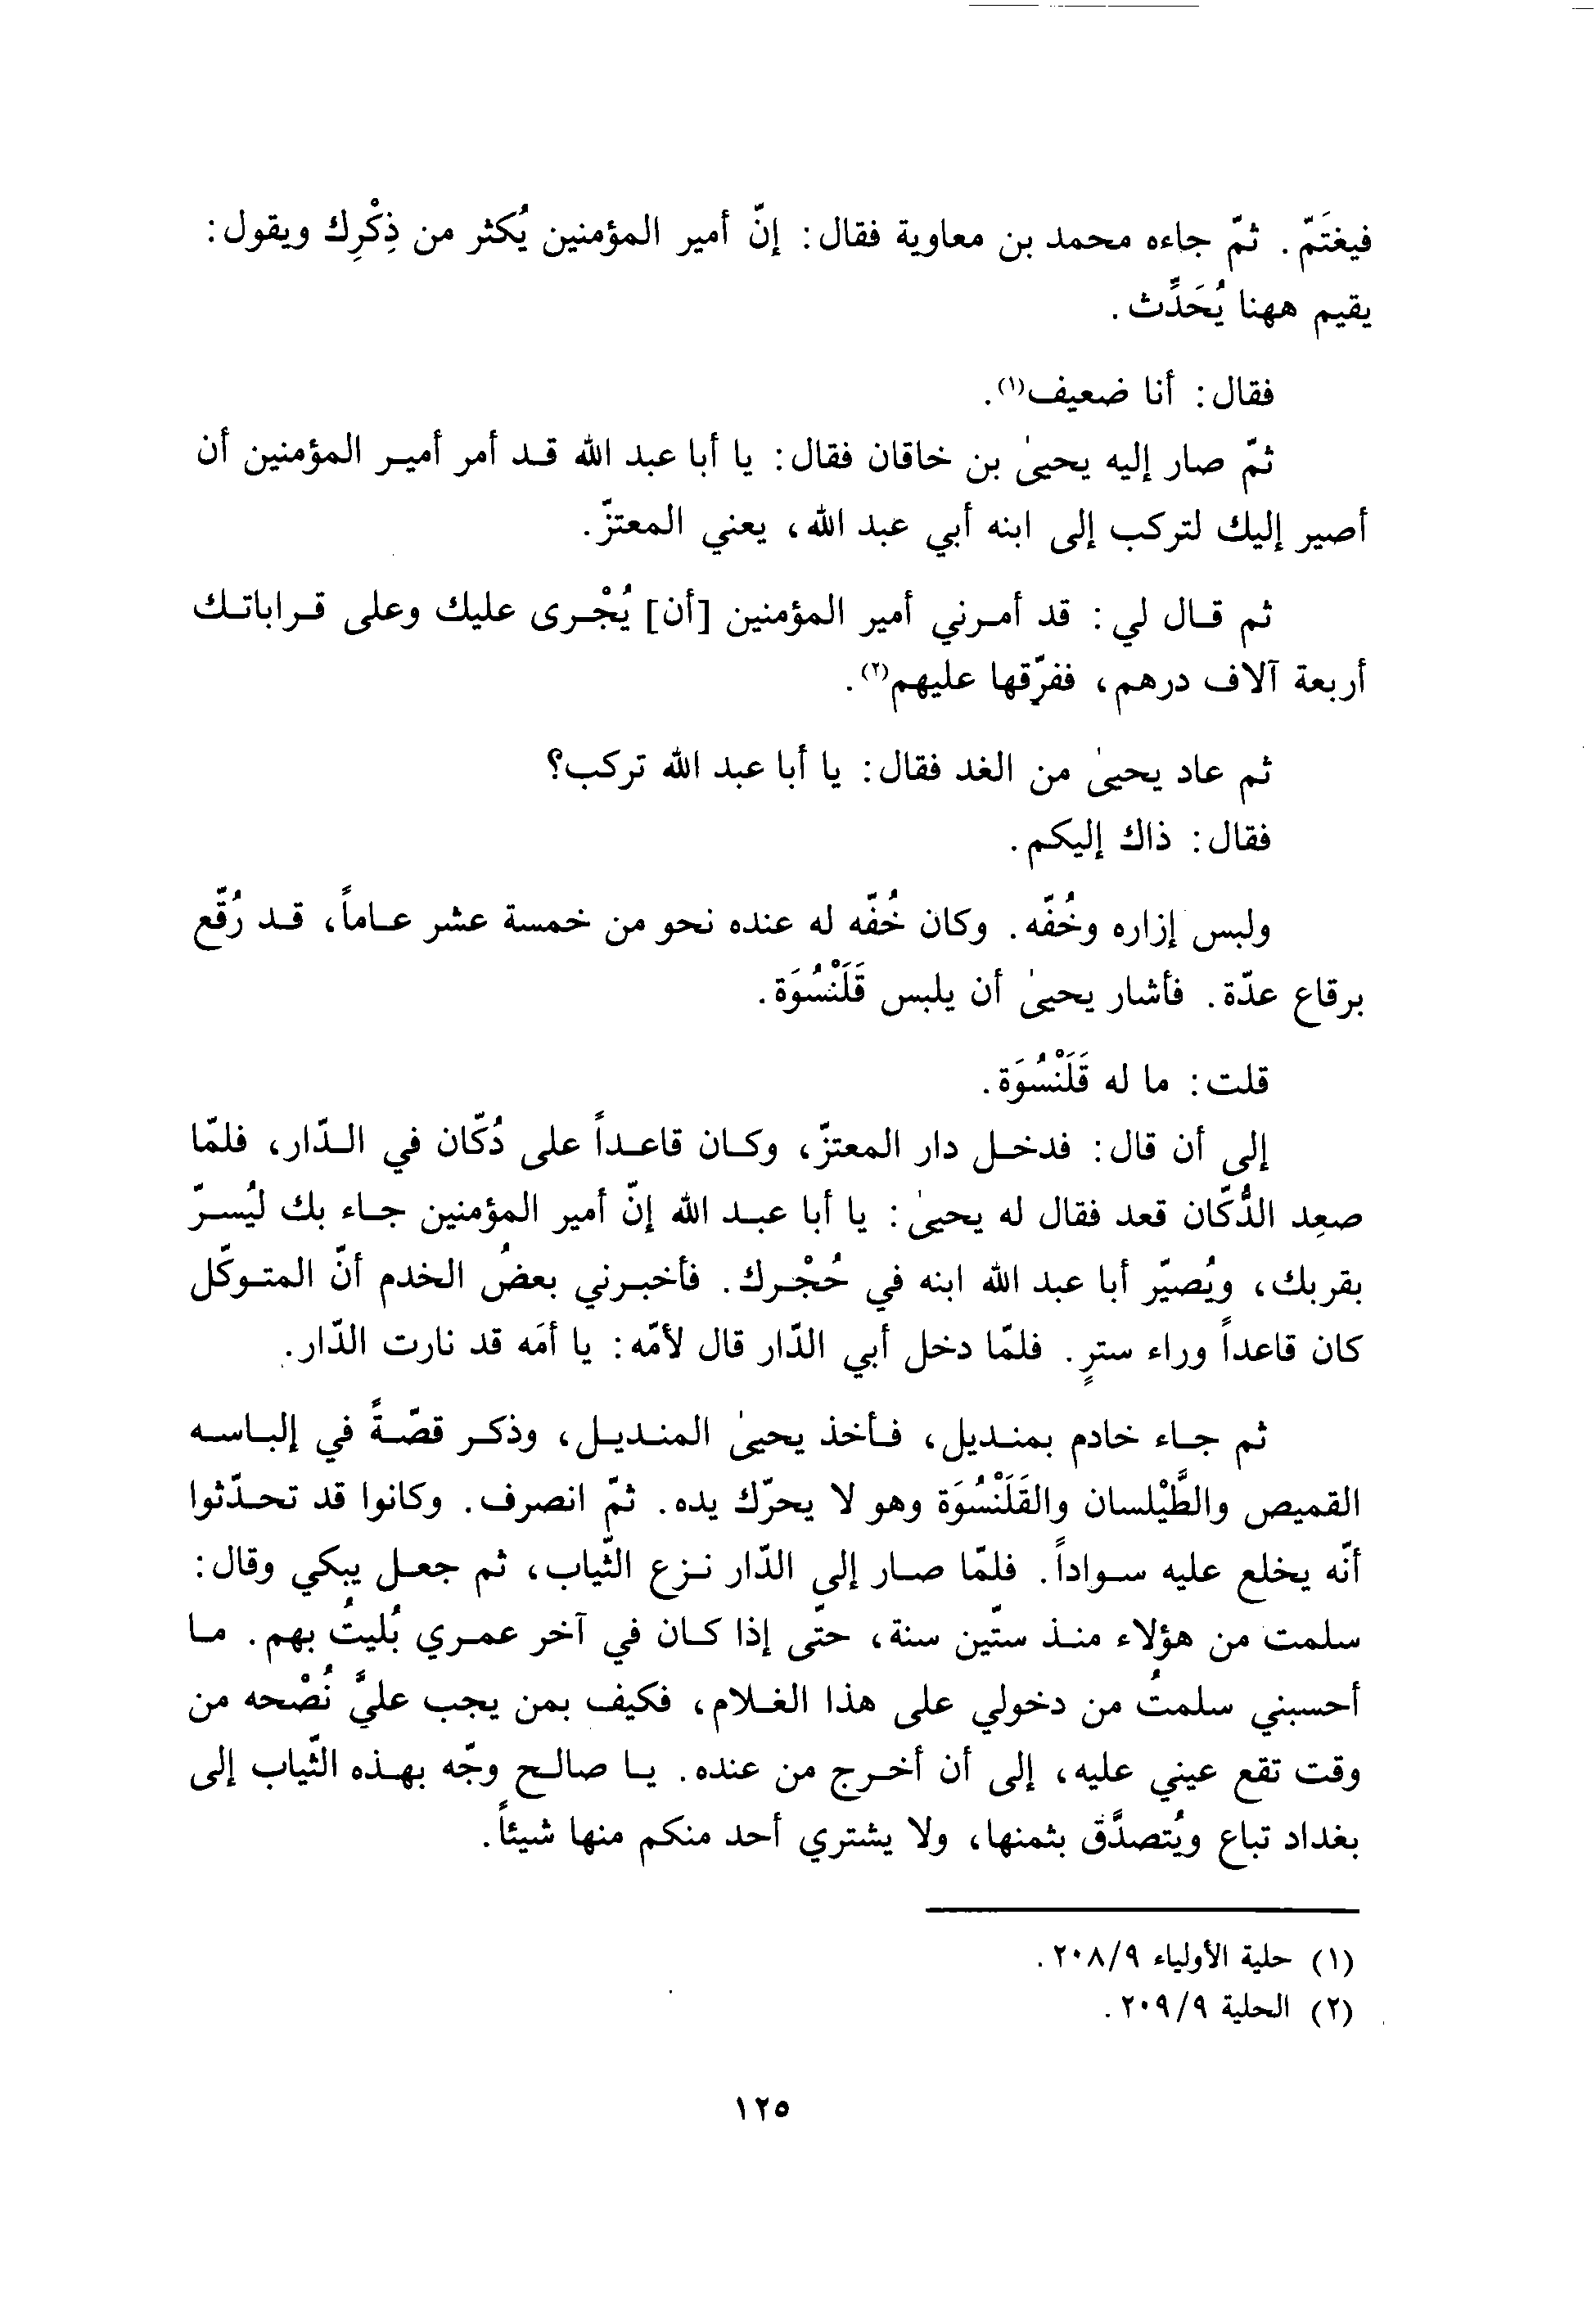 فيغتَمّ. ثمّ جاءه محمد بن معاوية فقال: إنّ أمير المؤمنين يُكثر من ذِكْرِك ويقول:
يقيم ههنا يُحَدِّث.
فقال: أنا ضعيف(١).
ثمّ صار إليه يحيىٰ بن خاقان فقال: يا أبا عبد الله قد أمر أمير المؤمنين أن
أصير إليك لتركب إلى ابنه أبي عبد الله، يعني المعتزّ.
ثم قال لي: قد أمرني أمير المؤمنين [أن] يُجْرى عليك وعلى قراباتك
أربعة آلاف درهم، ففرّقها عليهم(٢).
ثم عاد يحيىٰ من الغد فقال: يا أبا عبد الله تركب؟
فقال: ذاك إليكم.
ولبس إزاره وخُفّه. وكان خُفّه له عنده نحو من خمسة عشر عاماً، قد رُقّع
برقاع عدّة. فأشار يحيىٰ أن يلبس قَلَنْسُوَة.
قلت: ما له قَلَنْسُوَة.
إلى أن قال: فدخل دار المعتزّ، وكان قاعداً على دُكّان في الدّار، فلمّا
صعِد الدُّكّان قعد فقال له يحيىٰ: يا أبا عبد الله إنّ أمير المؤمنين جاء بك ليُسرّ
بقربك، ويُصيّر أبا عبد الله ابنه في حُجْرك. فأخبرني بعضُ الخدم أنّ المتوكّل
كان قاعداً وراء سترٍ. فلمّا دخل أبي الدّار قال لأمّه: يا أمَه قد نارت الدّار.
ثم جاء خادم بمنديل، فأخذ يحيىٰ المنديل، وذكر قصّةً في إلباسه
القميص والطَّيْلسان والقَلَنْسُوَة وهو لا يحرّك يده. ثمّ انصرف. وكانوا قد تحدّثوا
أنّه يخلع عليه سواداً. فلمّا صار إلى الدّار نزع الثّياب، ثم جعل يبكي وقال:
سلمت من هؤلاء منذ ستّين سنة، حتّى إذا كان في آخر عمري بُليتُ بهم. ما
أحسبني سلمتُ من دخولي على هذا الغلام، فكيف بمن يجب عليَّ نُصْحه من
وقت تقع عيني عليه، إلى أن أخرج من عنده. يا صالح وجّه بهذه الثّياب إلى
بغداد تباع ويُتصدَّق بثمنها، ولا يشتري أحد منكم منها شيئاً.
(١) حلية الأولياء ٢٠٨/٩.
(٢) الحلية ٢٠٩/٩.
١٢٥